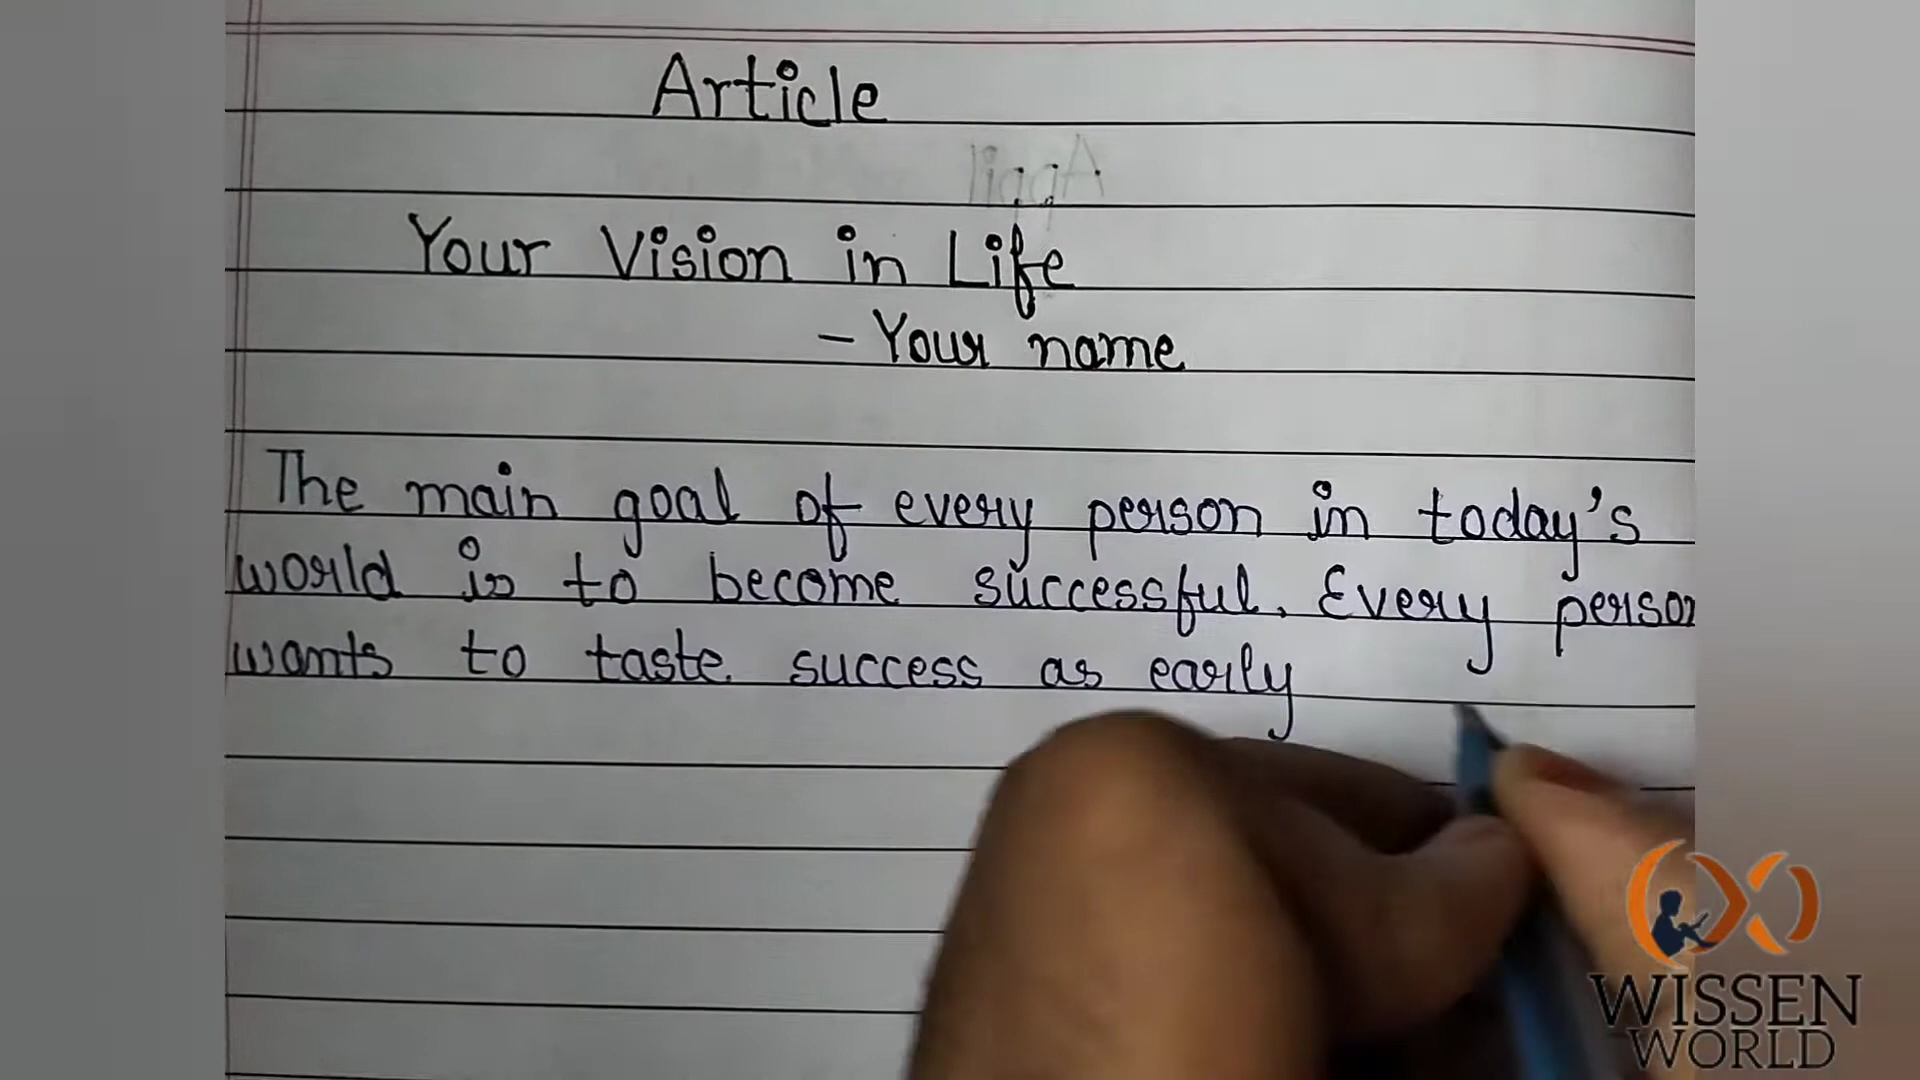 Article
Your Vision in Life
- Your name
The main goal of every person in today's
world is to become successful. Every person
wants to taste success as early
WISSEN
WORLD